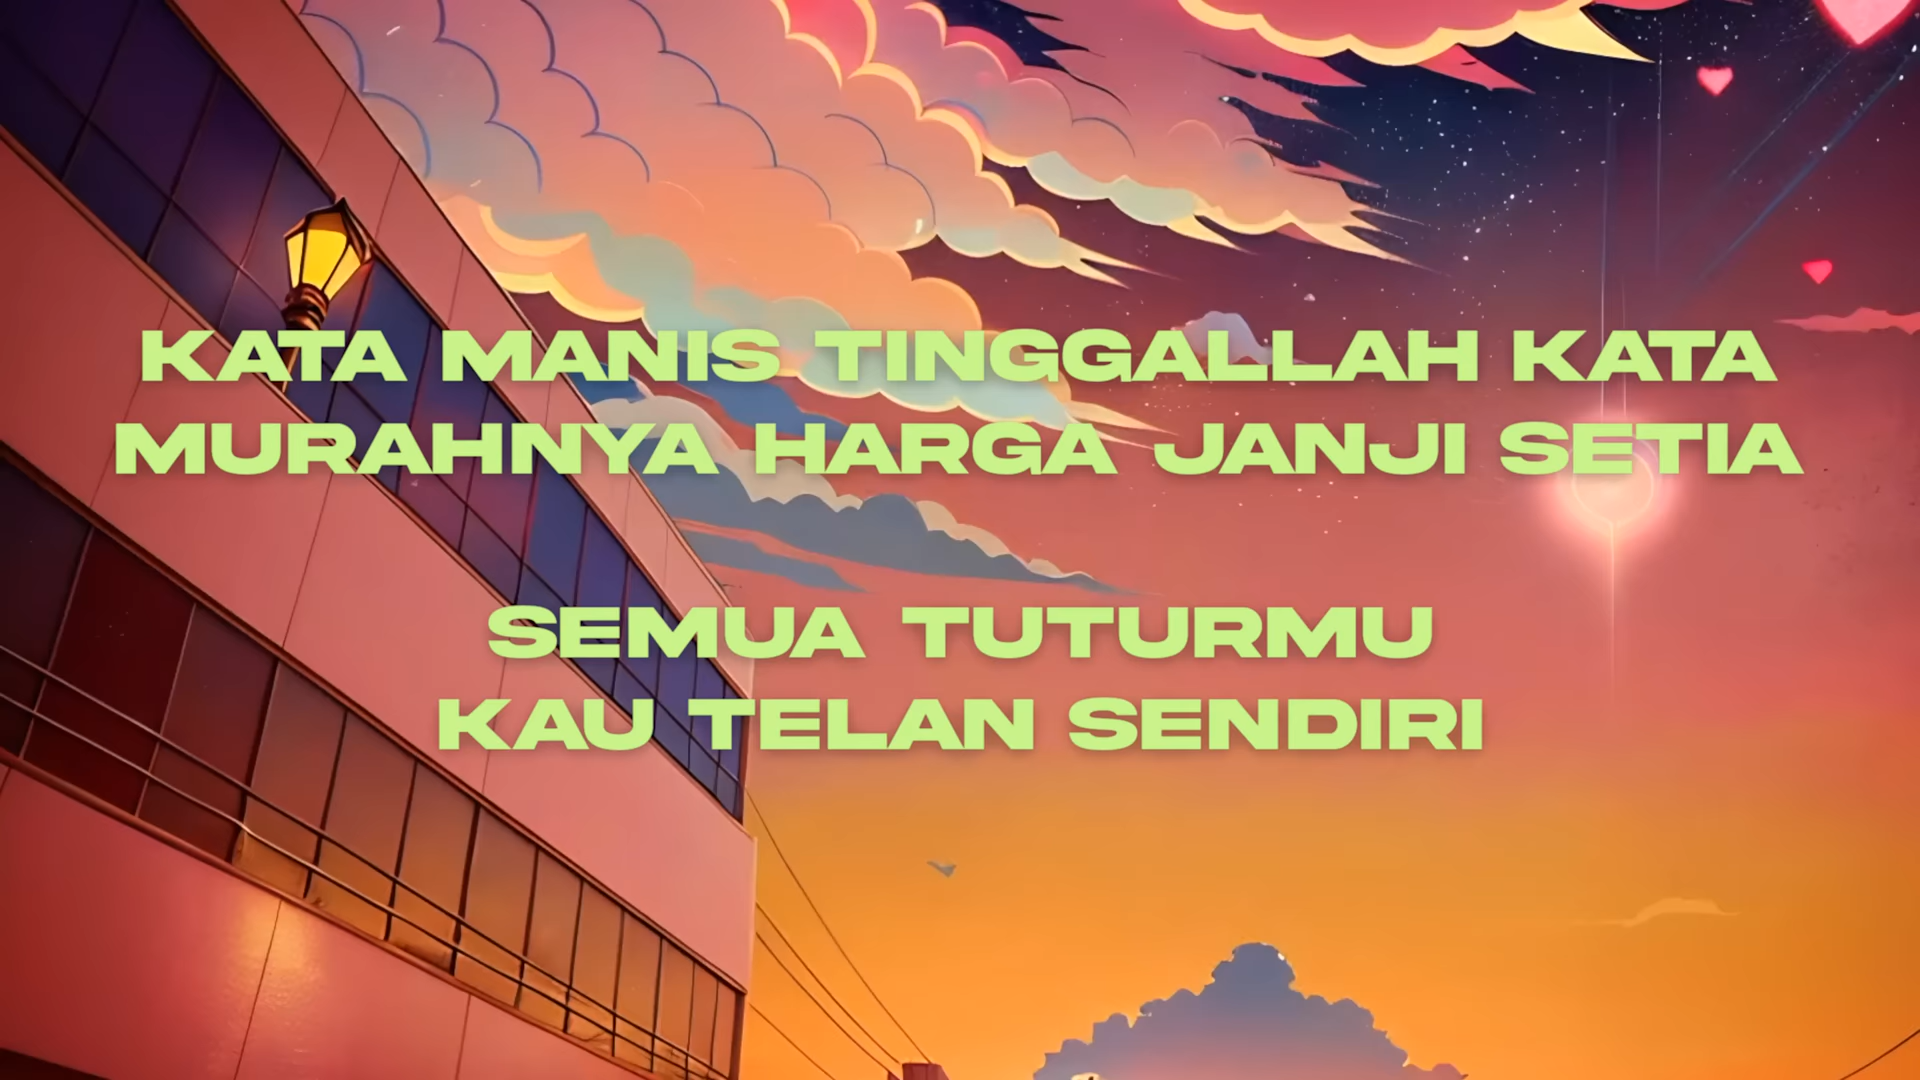 KATA MANIS TINGGALLAH KATA
MURAHNYA HARGA JANJI SETIA
SEMUA TUTURMU
KAU TELAN SENDIRI